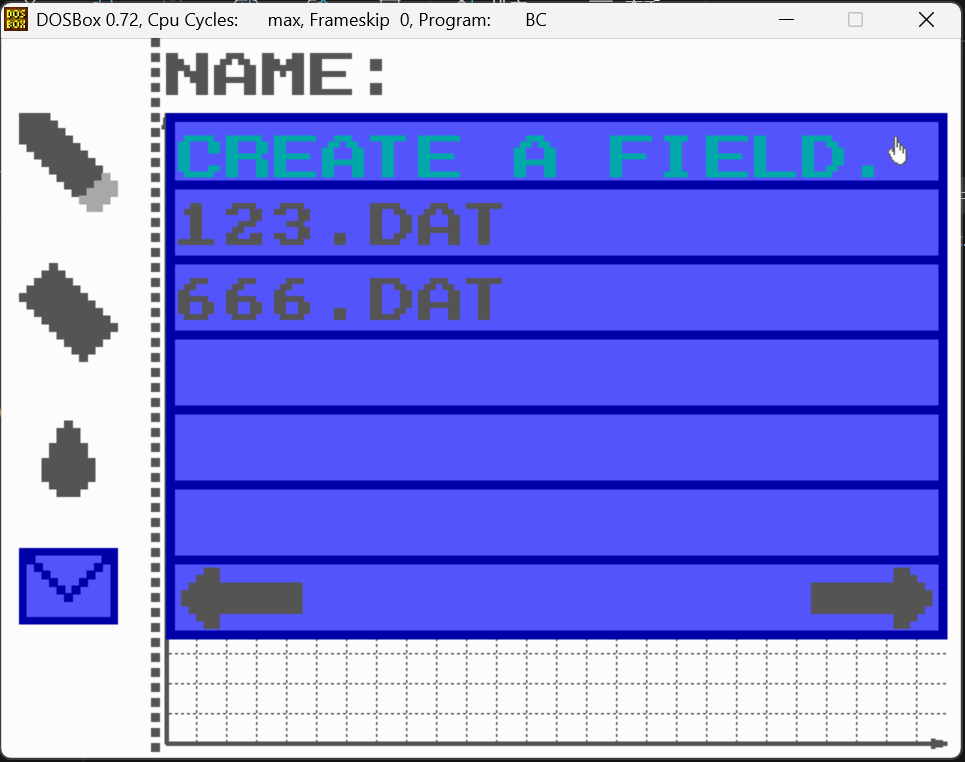 DOSBox 0.72, Cpu Cycles: max, Frameskip 0, Program: BC
NAME:
CREATE A FIELD.
123.DAT
666.DAT